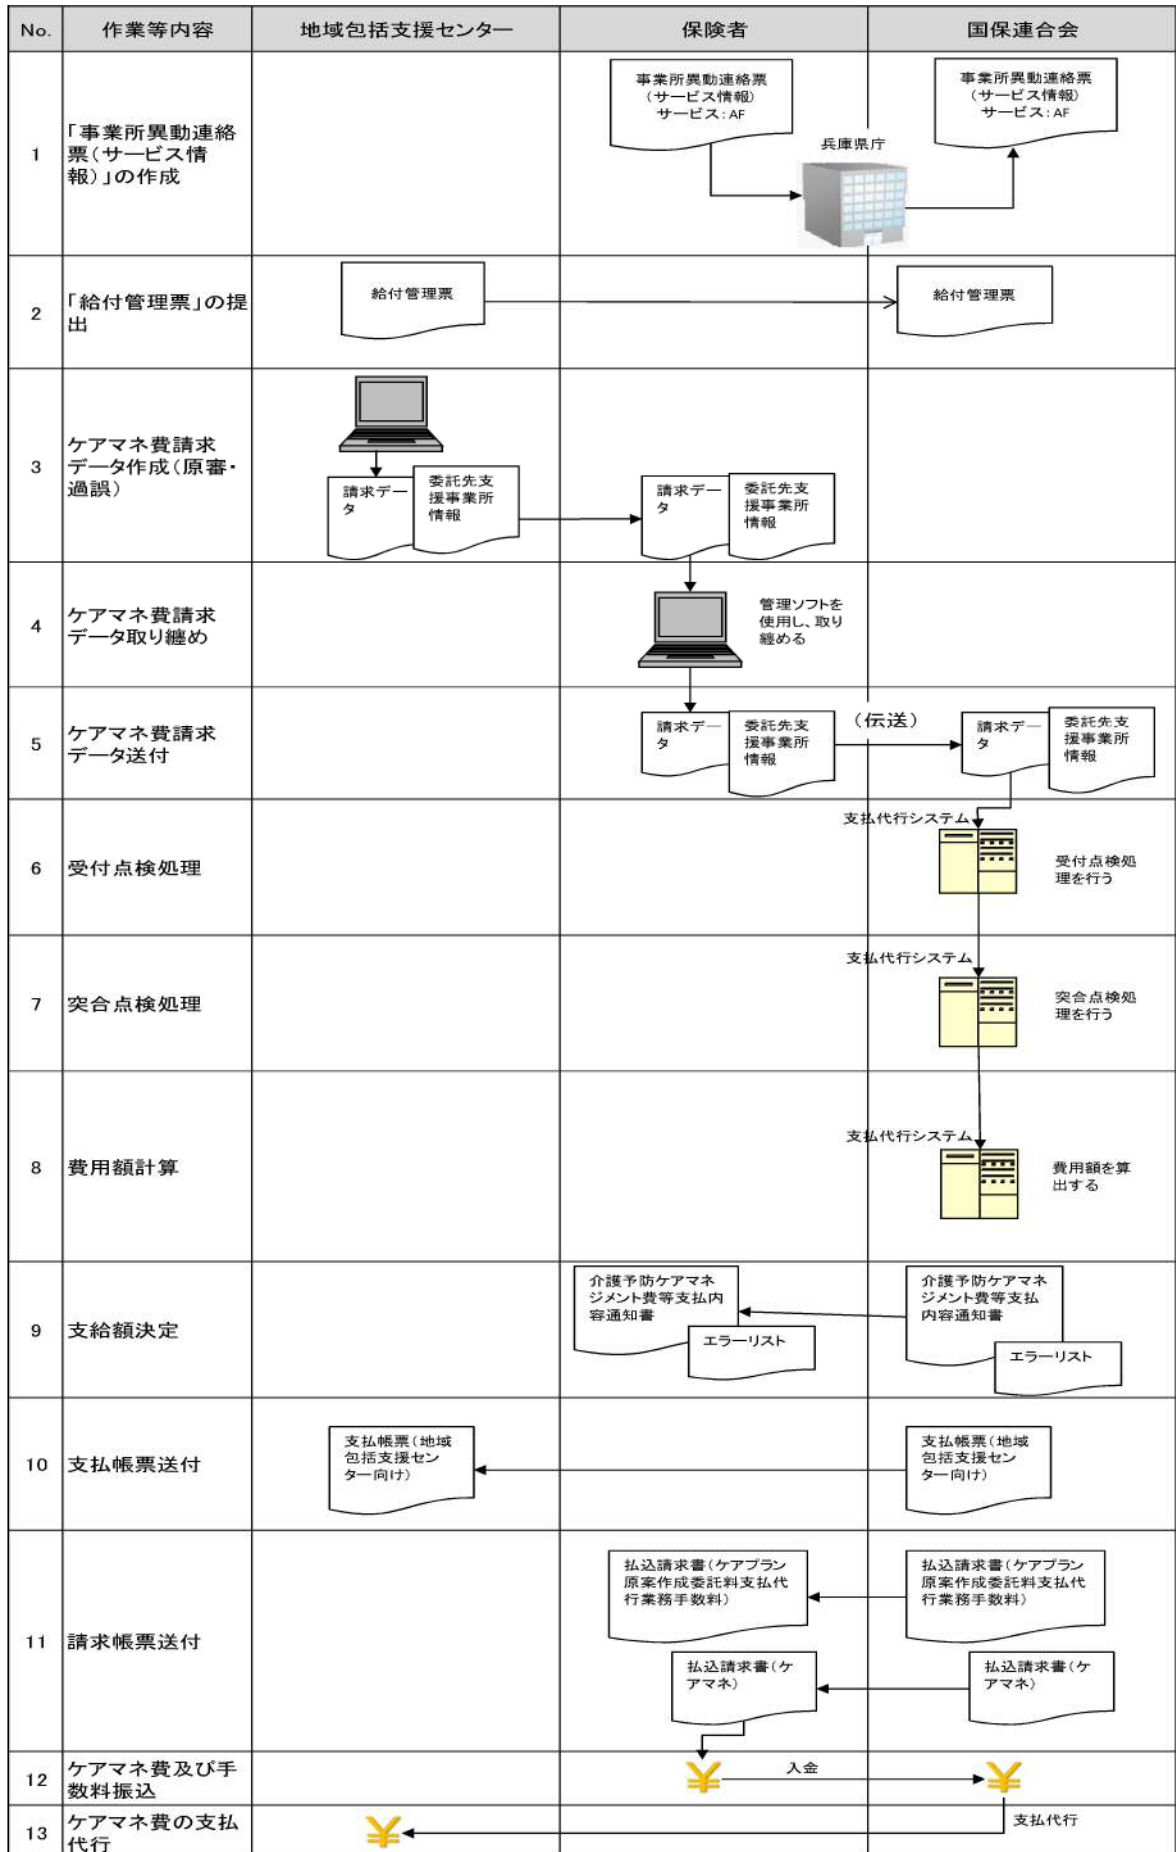 No.
作業等内容
地域包括支援センター
保険者
国保連合会
1
「事業所異動連絡
票(サービス情
報)」の作成
事業所異動連絡票
(サービス情報)
サービス：AF
兵庫県庁
事業所異動連絡票
(サービス情報)
サービス：AF
2
「給付管理票」の提
出
給付管理票
給付管理票
3
ケアマネ費請求
データ作成(原審・
過誤)
請求デー
タ
委託先支
援事業所
情報
請求デー
タ
委託先支
援事業所
情報
4
ケアマネ費請求
データ取り纏め
管理ソフトを
使用し、取り
纏める
5
ケアマネ費請求
データ送付
請求デー
タ
委託先支
援事業所
情報
(伝送)
請求デー
タ
委託先支
援事業所
情報
6
受付点検処理
支払代行システム
受付点検処
理を行う
7
突合点検処理
支払代行システム
突合点検処
理を行う
8
費用額計算
支払代行システム
費用額を算
出する
9
支給額決定
介護予防ケアマネ
ジメント費等支払内
容通知書
エラーリスト
介護予防ケアマネ
ジメント費等支払
内容通知書
エラーリスト
10
支払帳票送付
支払帳票(地域
包括支援セン
ター向け)
支払帳票(地域
包括支援セン
ター向け)
11
請求帳票送付
払込請求書(ケアプラン
原案作成委託料支払代
行業務手数料)
払込請求書(ケアプラン
原案作成委託料支払代
行業務手数料)
払込請求書(ケ
アマネ)
払込請求書(ケ
アマネ)
12
ケアマネ費及び手
数料振込
¥
入金
¥
13
ケアマネ費の支払
代行
¥
支払代行